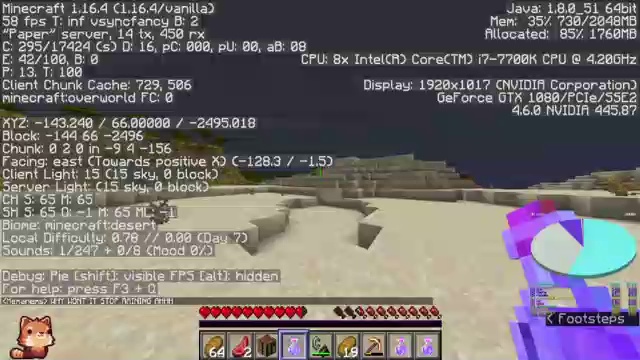 Minecraft 1.16.4 (1.16.4/vanilla)
58 fps T: inf vsyncfancy B: 2
"Paper" server, 14 tx, 450 rx
C: 295/17424 (s) D: 16, pC: 000, pU: 00, aB: 08
E: 42/100, B: 0
P: 13. T: 100
Client Chunk Cache: 729, 506
minecraft:overworld FC: 0
XYZ: -143.240 / 66.00000 / -2495.018
Block: -144 66 -2496
Chunk: 0 2 0 in -9 4 -156
Facing: east (Towards positive X) (-128.3 / -1.5)
Client Light: 15 (15 sky, 0 block)
Server Light: (15 sky, 0 block)
CH S: 65 M: 65
SH S: 65 O: -1 M: 65 ML: -1
Biome: minecraft:desert
Local Difficulty: 0.78 // 0.00 (Day 7)
Sounds: 1/247 + 0/8 (Mood 0%)
Debug: Pie [shift]: visible FPS [alt]: hidden
For help: press F3 + Q
WHY WONT IT STOP RAINING AHHH
Java: 1.8.0_51 64bit
Mem: 35% 730/2048MB
Allocated: 85% 1760MB
CPU: 8x Intel(R) Core(TM) i7-7700K CPU @ 4.20GHz
Display: 1920x1017 (NVIDIA Corporation)
GeForce GTX 1080/PCIe/SSE2
4.6.0 NVIDIA 445.87
< Footsteps
64
2
19